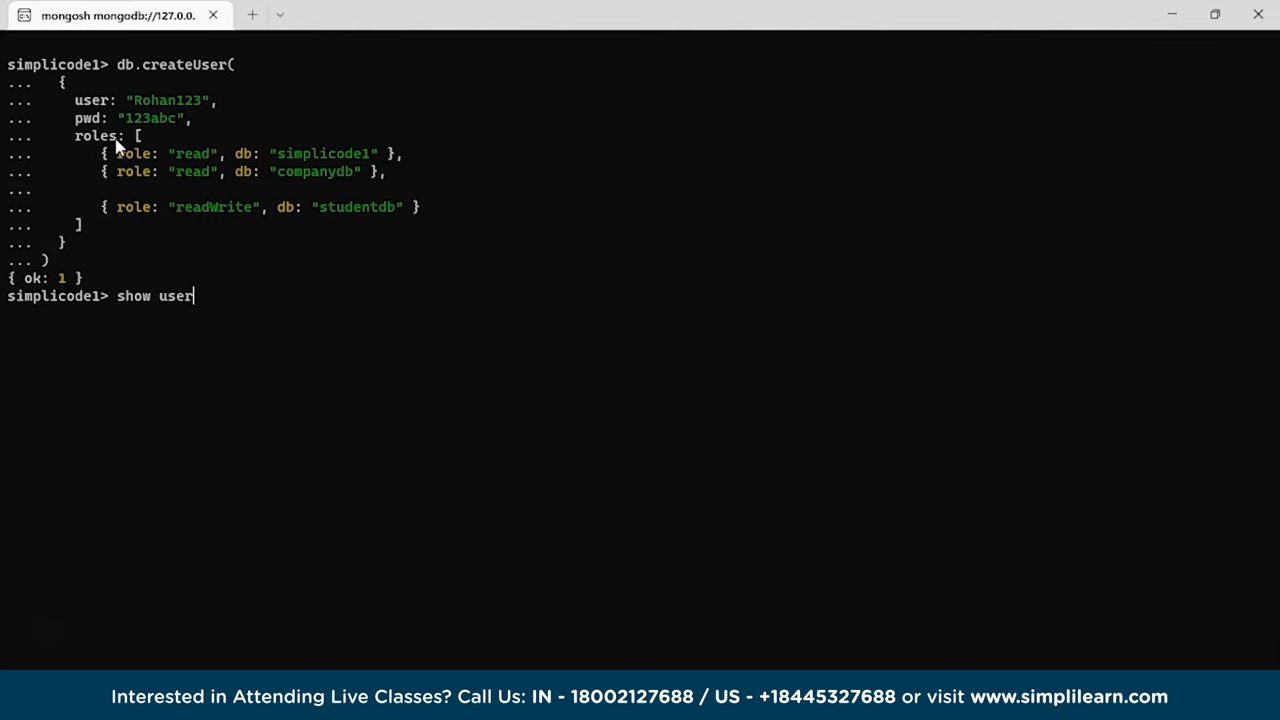 mongosh mongodb://127.0.0.
simplicode1> db.createUser(
... {
... user: "Rohan123",
... pwd: "123abc",
... roles: [
... { role: "read", db: "simplicode1" },
... { role: "read", db: "companydb" },
...
... { role: "readWrite", db: "studentdb" }
... ]
... }
... )
{ ok: 1 }
simplicode1> show user
Interested in Attending Live Classes? Call Us: IN - 18002127688 / US - +18445327688 or visit www.simplilearn.com